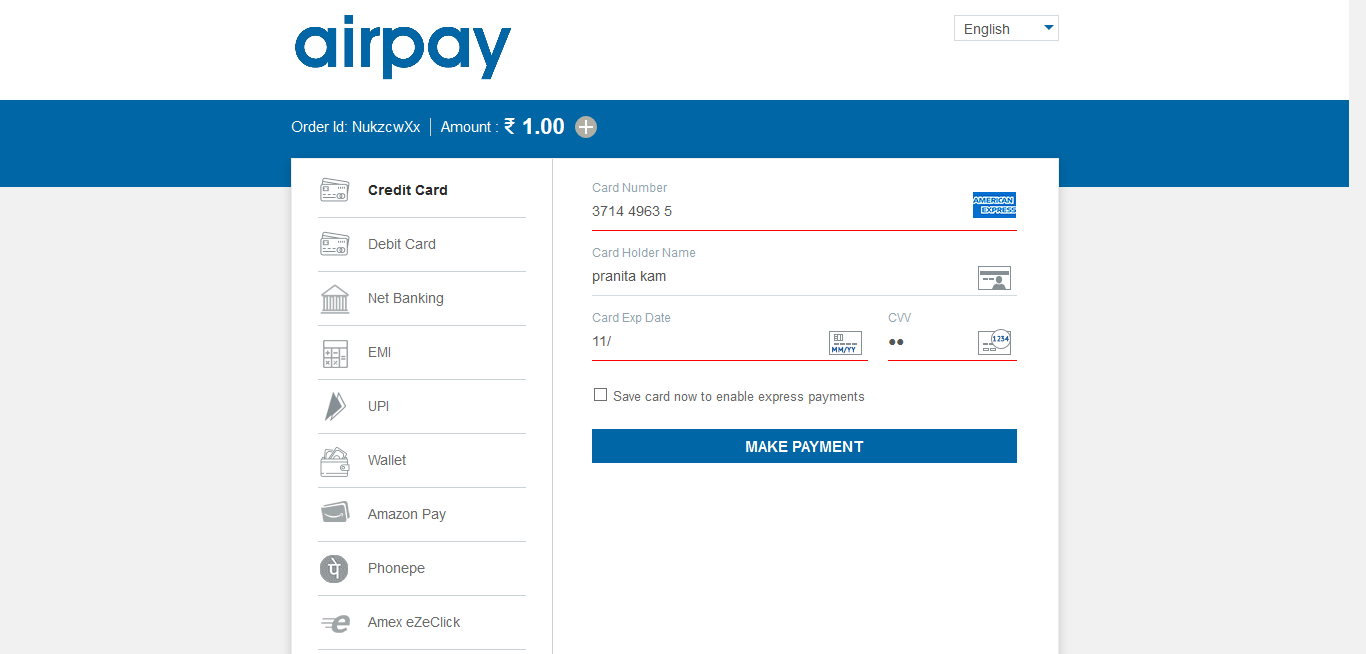 airpay
English
Order Id: NukzcwXx | Amount : ₹ 1.00
Credit Card
Debit Card
Net Banking
EMI
UPI
Wallet
Amazon Pay
पे
Phonepe
e
Amex eZeClick
Card Number
3714 4963 5
AMERICAN
EXPRESS
Card Holder Name
pranita kam
Card Exp Date
11/
MM/YY
CVV
••
1234
Save card now to enable express payments
MAKE PAYMENT